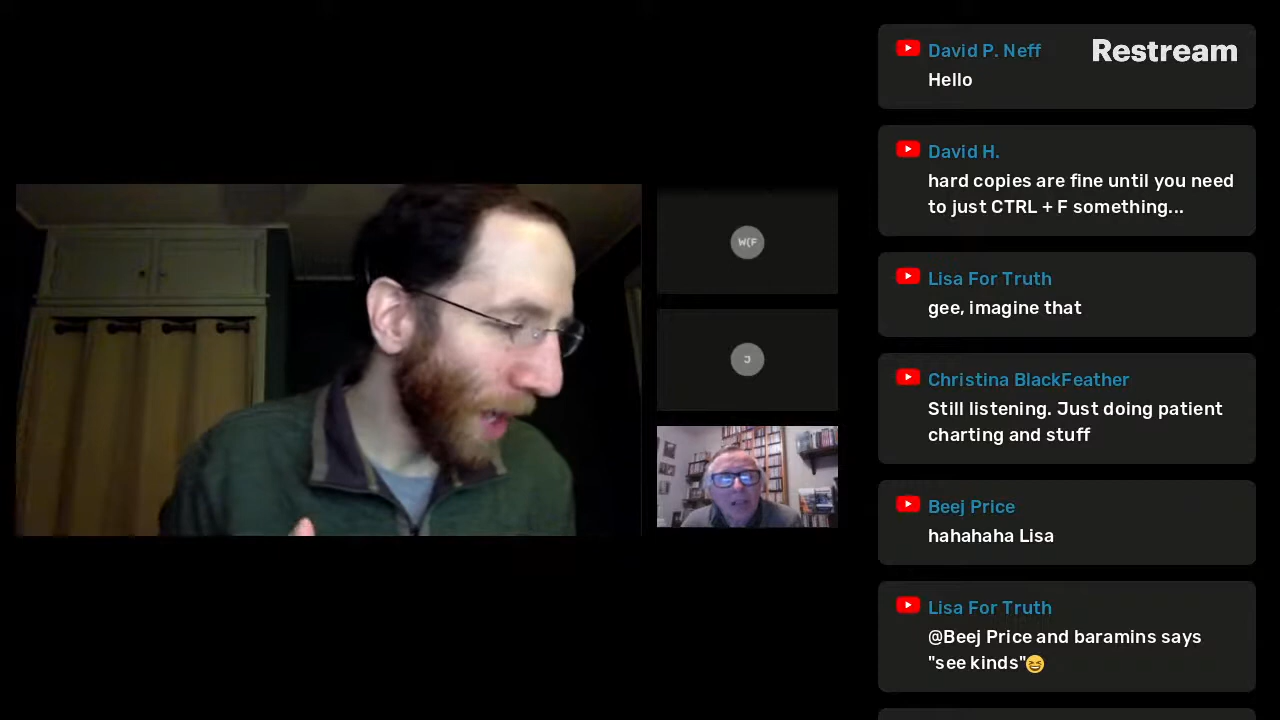 W(F
J
Restream
David P. Neff
Hello
David H.
hard copies are fine until you need
to just CTRL + F something...
Lisa For Truth
gee, imagine that
Christina BlackFeather
Still listening. Just doing patient
charting and stuff
Beej Price
hahahaha Lisa
Lisa For Truth
@Beej Price and baramins says
"see kinds"😆